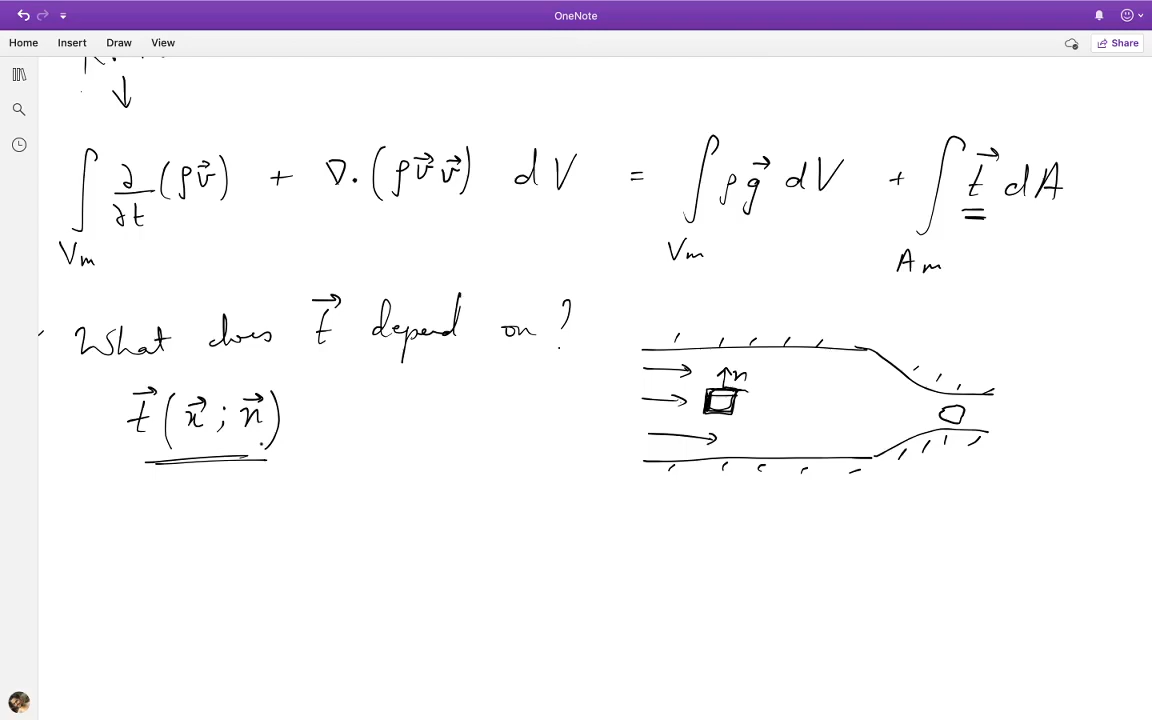 OneNote
Home Insert Draw View Share
∫_{Vm} ∂/∂t (ρv⃗) + ∇·(ρv⃗v⃗) dV = ∫_{Vm} ρg⃗ dV + ∫_{Am} t⃗ dA
What does t⃗ depend on?
t⃗(x⃗; n⃗)
n